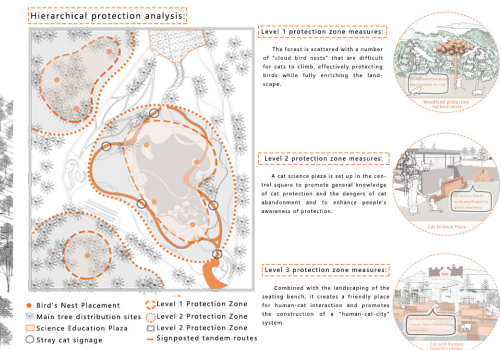 Hierarchical protection analysis:
Level 1 protection zone measures:
The forest is scattered with a number
of "cloud bird nests" that are difficult
for cats to climb, effectively protecting
birds while fully enriching the land-
scape.
Woodland protection
for bird nests
Level 2 protection zone measures:
A cat science plaza is set up in the cen-
tral square to promote general knowledge
of cat protection and the dangers of cat
abandonment and to enhance people's
awareness of protection.
Cat Science Plaza
Level 3 protection zone measures:
Combined with the landscaping of the
seating bench, it creates a friendly place
for human-cat interaction and promotes
the construction of a "human-cat-city"
system.
Cat and human
friendly places
Bird's Nest Placement
Main tree distribution sites
Science Education Plaza
Stray cat signage
Level 1 Protection Zone
Level 2 Protection Zone
Level 2 Protection Zone
Signposted tandem routes